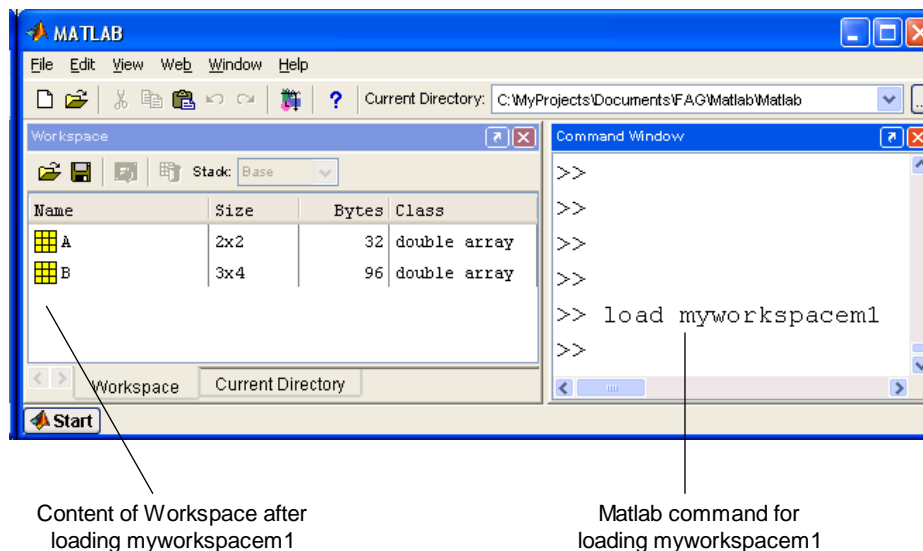 MATLAB
File Edit View Web Window Help
? Current Directory: C:\MyProjects\Documents\FAG\Matlab\Matlab ...
Workspace
Stack: Base
Name Size Bytes Class
A 2x2 32 double array
B 3x4 96 double array
Workspace Current Directory
Command Window
>>
>>
>>
>>
>> load myworkspacem1
>>
Start
Content of Workspace after
loading myworkspacem1
Matlab command for
loading myworkspacem1